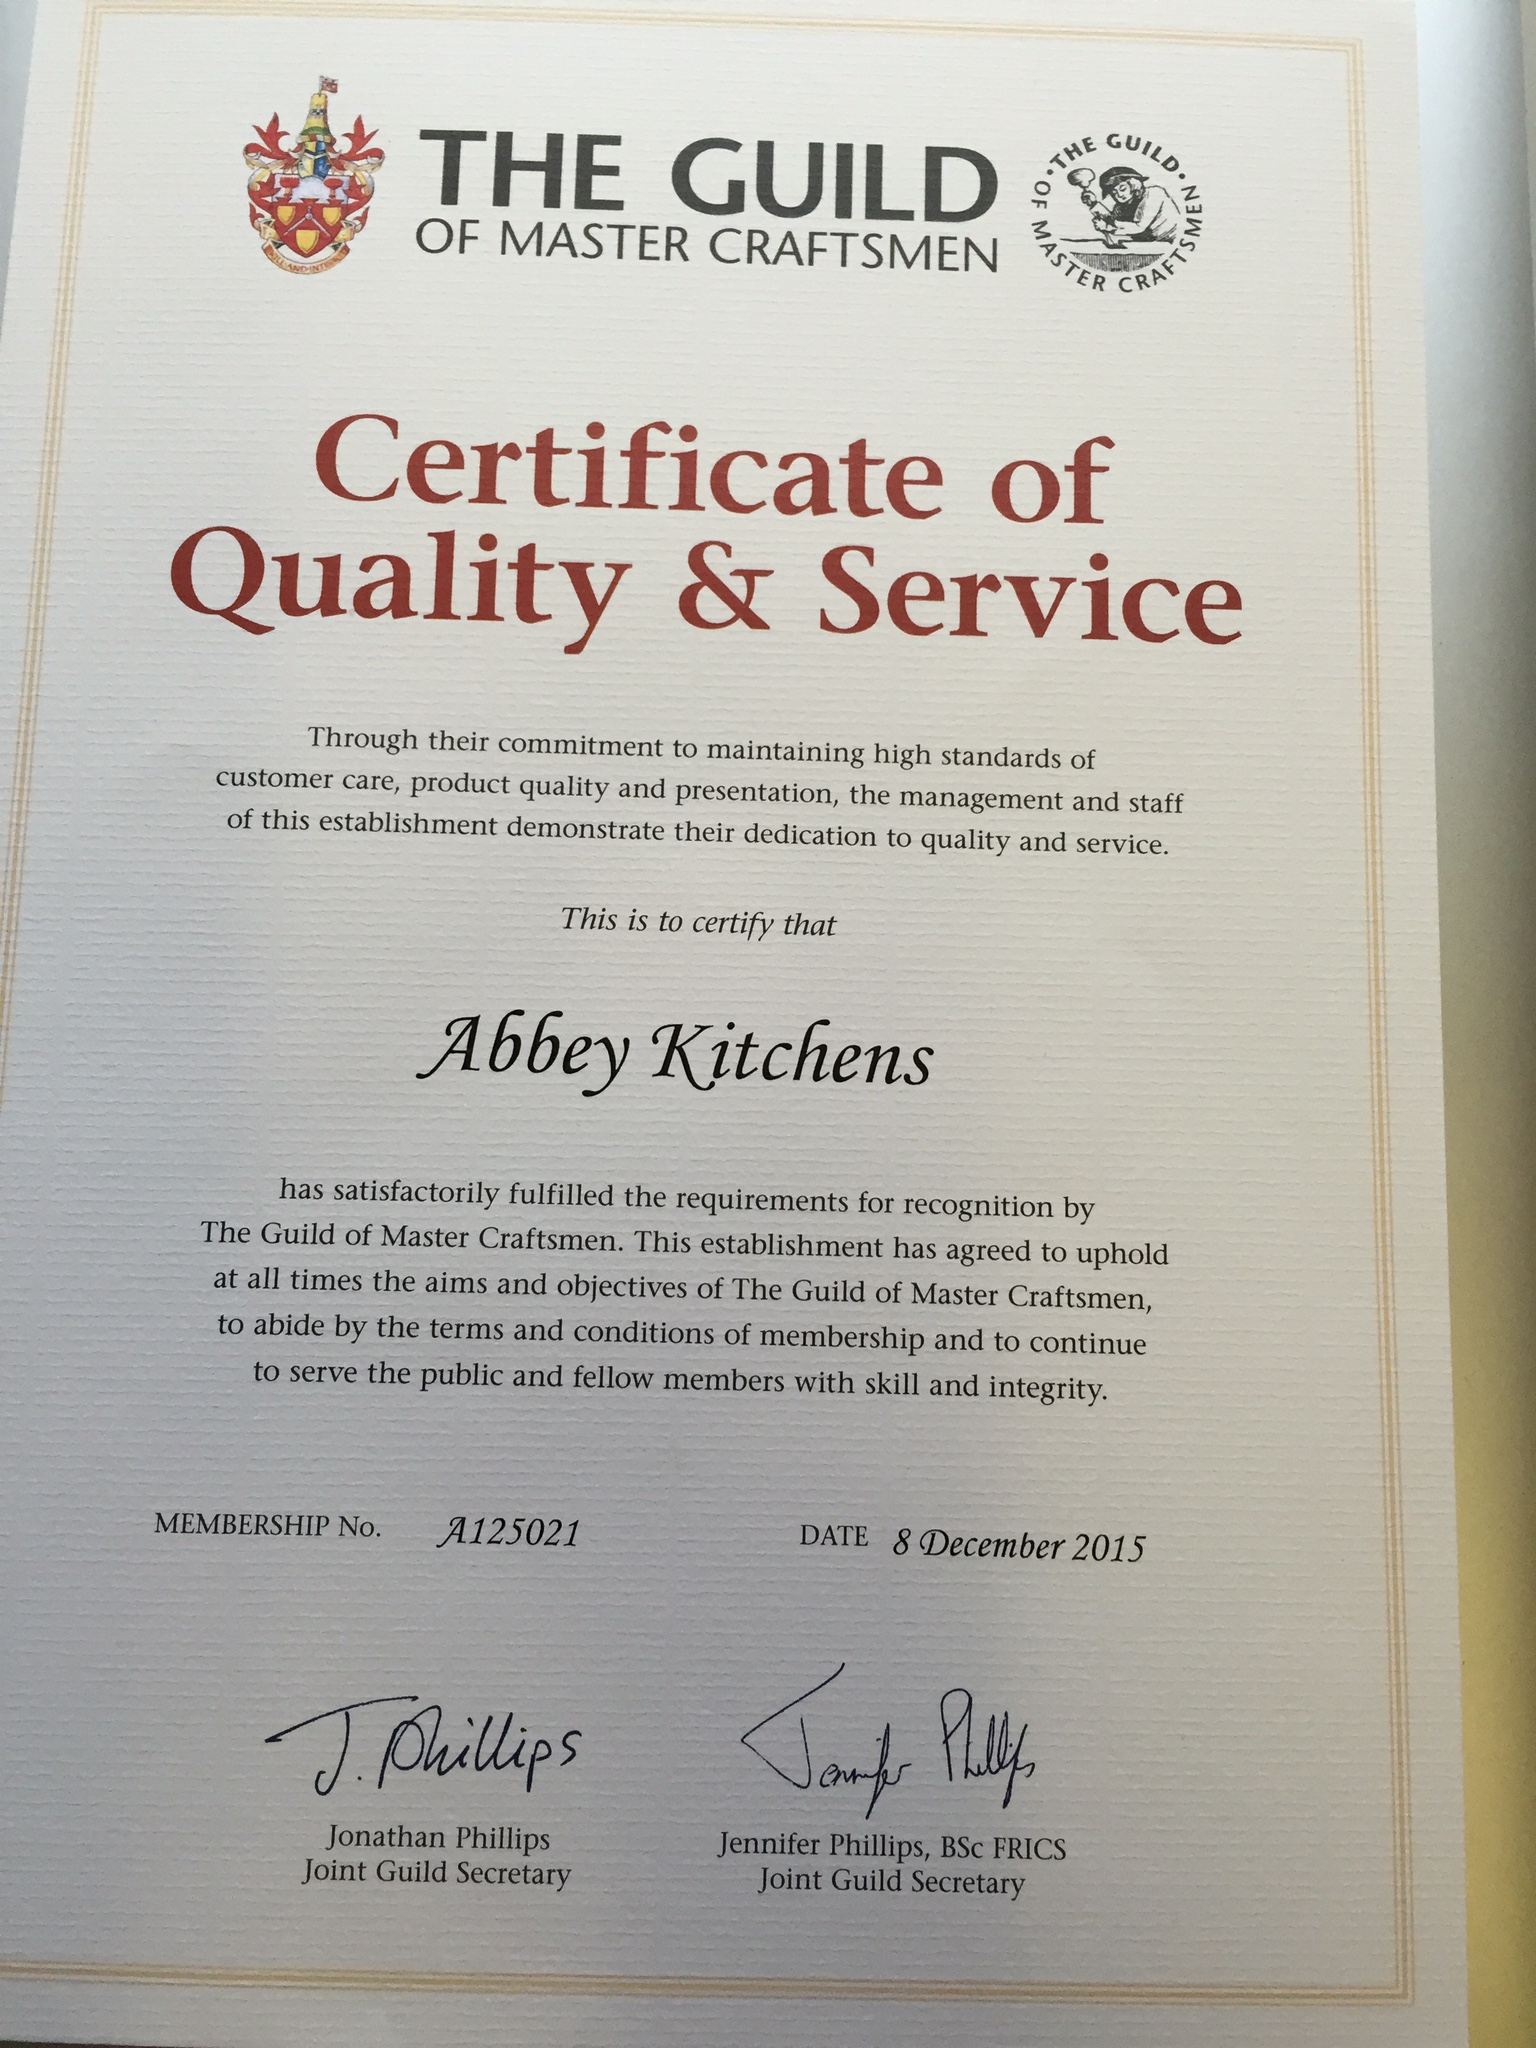 THE GUILD
OF MASTER CRAFTSMEN
• THE GUILD •
OF MASTER CRAFTSMEN
Certificate of
Quality & Service
Through their commitment to maintaining high standards of
customer care, product quality and presentation, the management and staff
of this establishment demonstrate their dedication to quality and service.
This is to certify that
Abbey Kitchens
has satisfactorily fulfilled the requirements for recognition by
The Guild of Master Craftsmen. This establishment has agreed to uphold
at all times the aims and objectives of The Guild of Master Craftsmen,
to abide by the terms and conditions of membership and to continue
to serve the public and fellow members with skill and integrity.
MEMBERSHIP No. A125021 DATE 8 December 2015
J. Phillips Jennifer Phillips
Jonathan Phillips Jennifer Phillips, BSc FRICS
Joint Guild Secretary Joint Guild Secretary